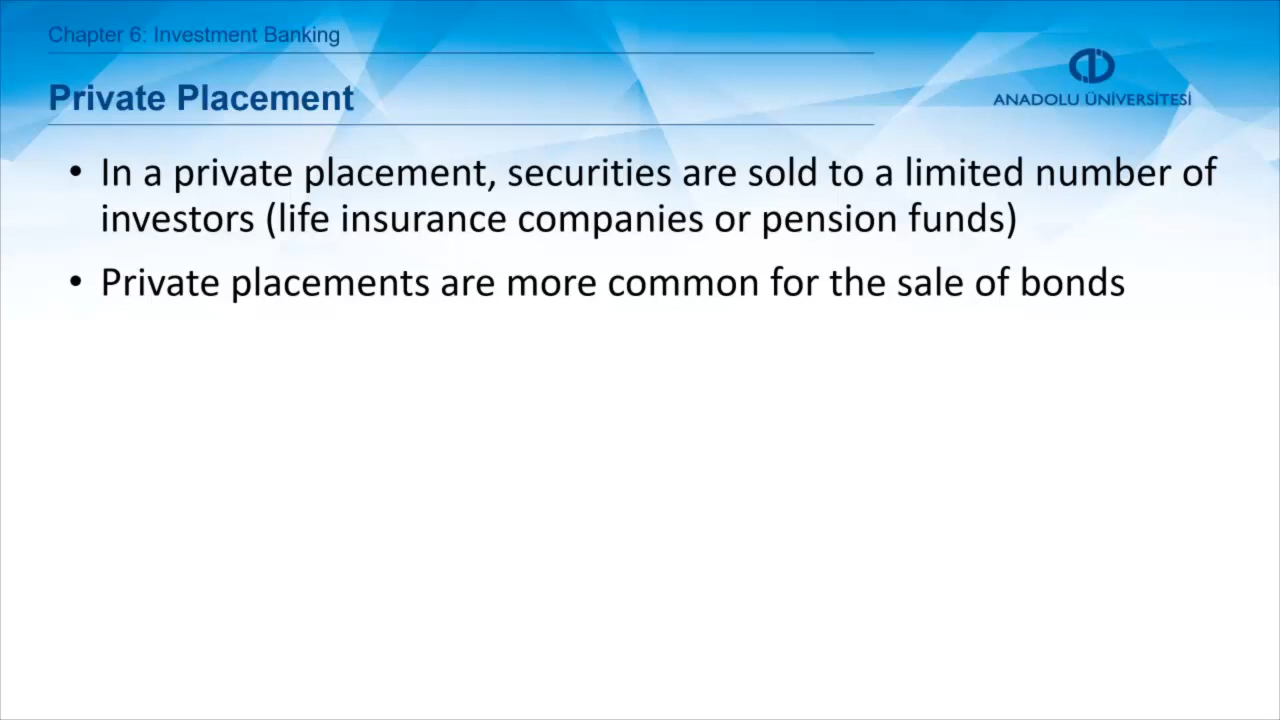 Chapter 6: Investment Banking
Private Placement
ANADOLU ÜNİVERSİTESİ
• In a private placement, securities are sold to a limited number of
investors (life insurance companies or pension funds)
• Private placements are more common for the sale of bonds